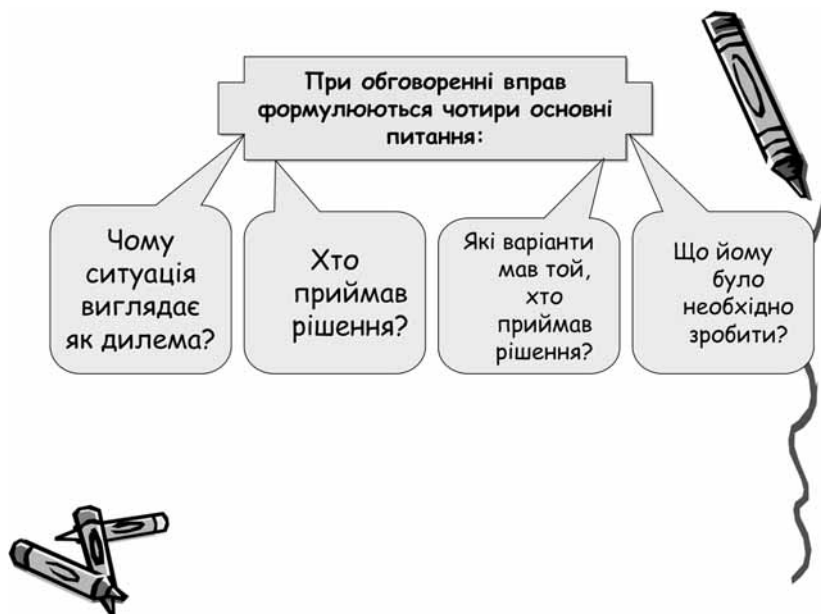 При обговоренні вправ
формулюються чотири основні
питання:
Чому
ситуація
виглядає
як дилема?
Хто
приймав
рішення?
Які варіанти
мав той,
хто
приймав
рішення?
Що йому
було
необхідно
зробити?